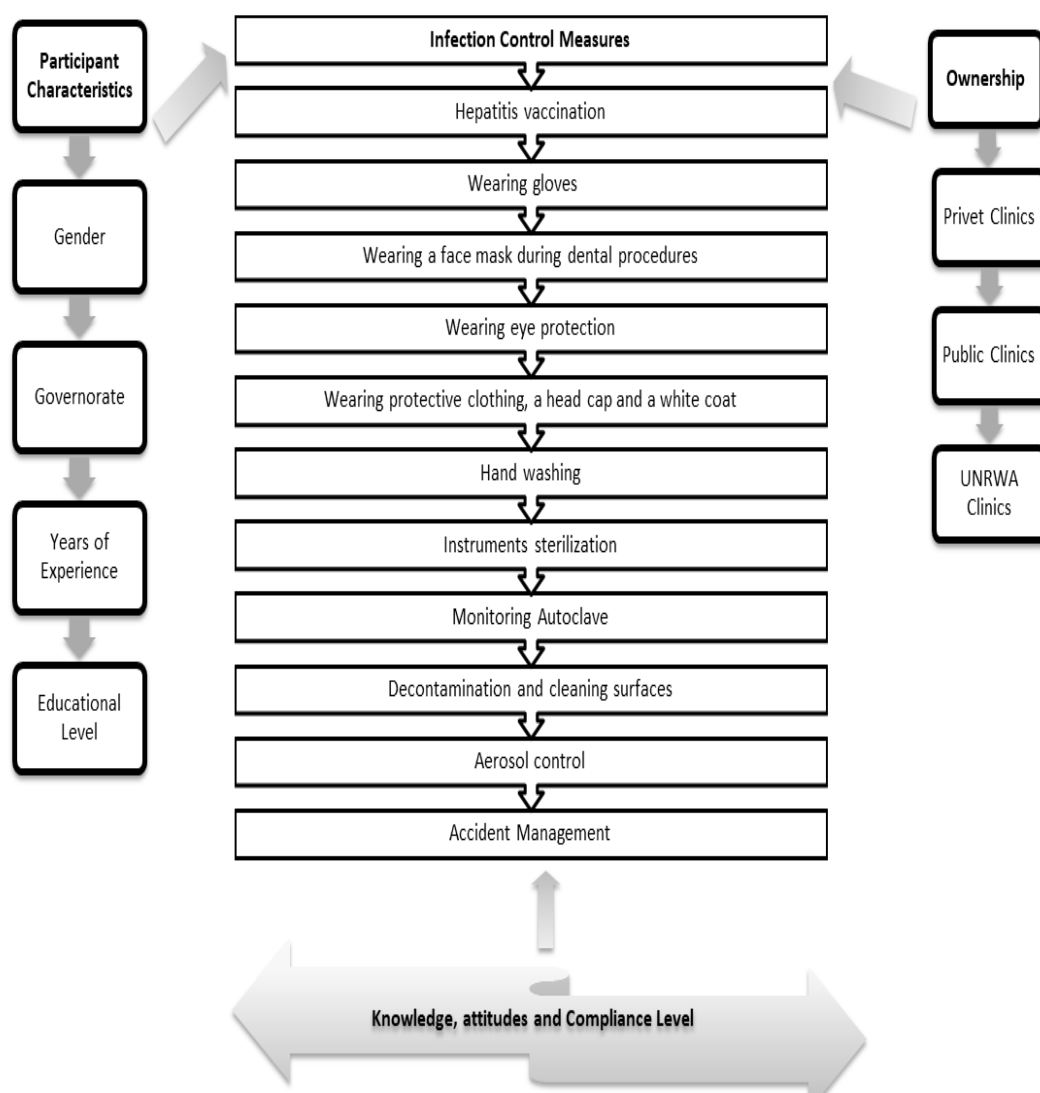 Participant
Characteristics
Gender
Governorate
Years of
Experience
Educational
Level
Infection Control Measures
Hepatitis vaccination
Wearing gloves
Wearing a face mask during dental procedures
Wearing eye protection
Wearing protective clothing, a head cap and a white coat
Hand washing
Instruments sterilization
Monitoring Autoclave
Decontamination and cleaning surfaces
Aerosol control
Accident Management
Ownership
Privet Clinics
Public Clinics
UNRWA
Clinics
Knowledge, attitudes and Compliance Level